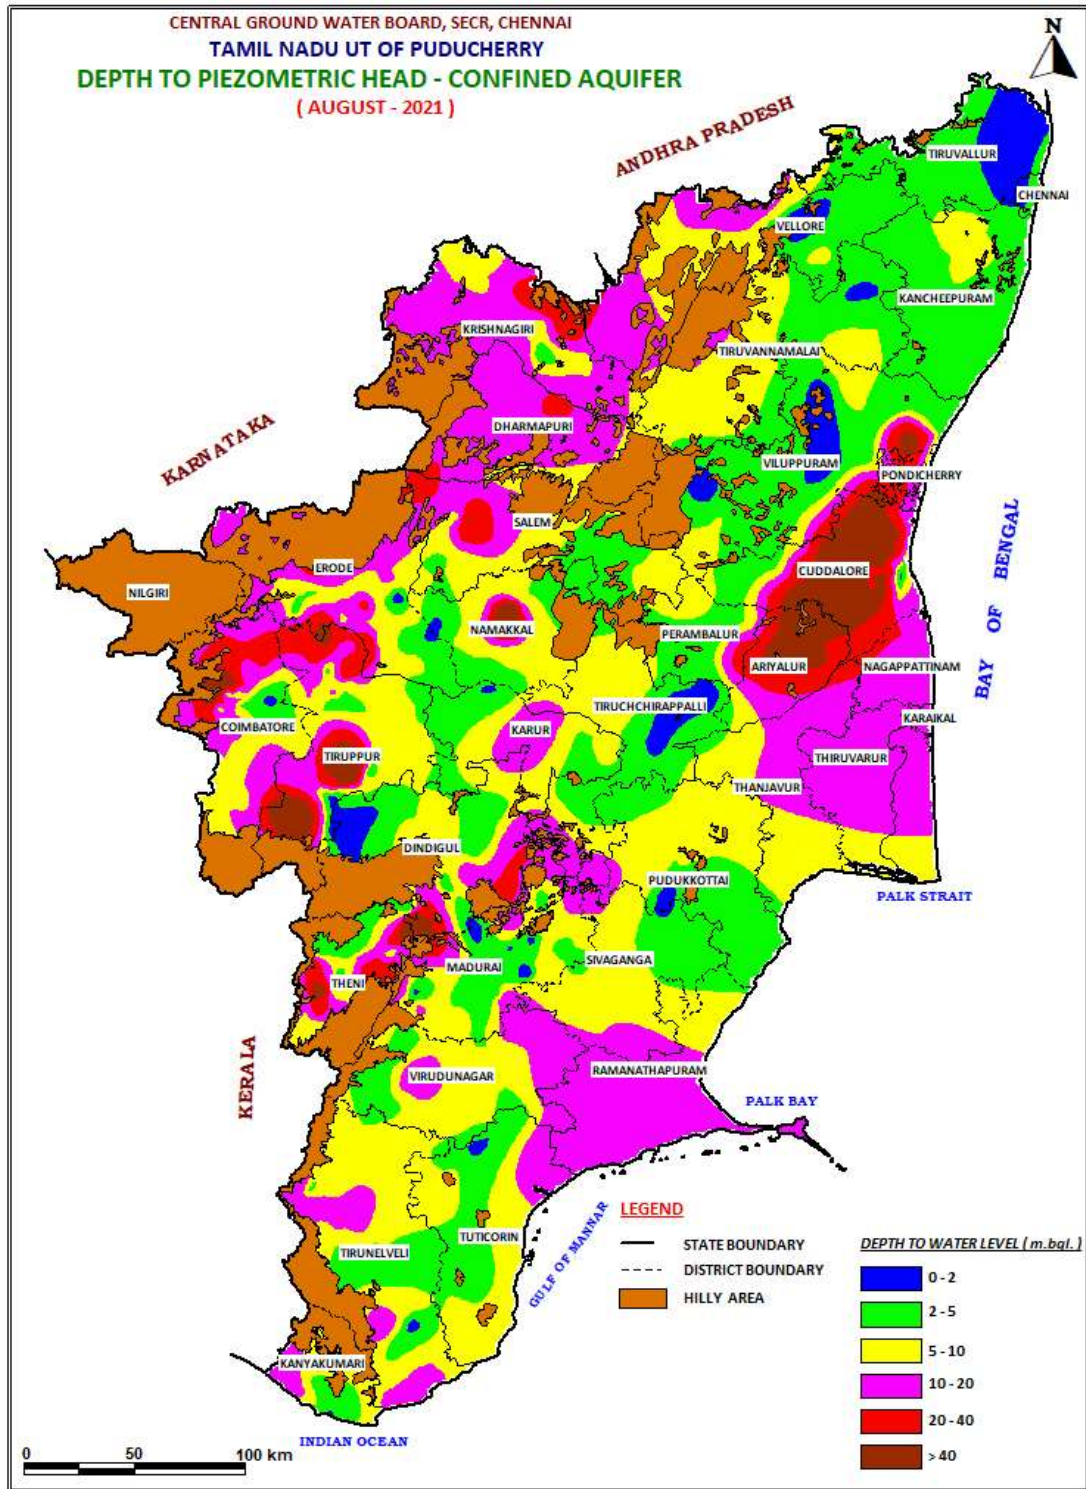 CENTRAL GROUND WATER BOARD, SECR, CHENNAI
TAMIL NADU UT OF PUDUCHERRY
DEPTH TO PIEZOMETRIC HEAD - CONFINED AQUIFER
( AUGUST - 2021 )
N
ANDHRA PRADESH
TIRUVALLUR
CHENNAI
VELLORE
KANCHEEPURAM
KRISHNAGIRI
TIRUVANNAMALAI
KARNATAKA
DHARMAPURI
VILUPPURAM
PONDICHERRY
SALEM
BAY OF BENGAL
ERODE
CUDDALORE
NILGIRI
NAMAKKAL
PERAMBALUR
ARIYALUR
NAGAPPATTINAM
TIRUCHCHIRAPPALLI
KARAIKAL
COIMBATORE
KARUR
TIRUPPUR
THIRUVARUR
THANJAVUR
DINDIGUL
PUDUKKOTTAI
PALK STRAIT
SIVAGANGA
MADURAI
THENI
KERALA
RAMANATHAPURAM
VIRUDUNAGAR
PALK BAY
LEGEND
STATE BOUNDARY
DISTRICT BOUNDARY
HILLY AREA
DEPTH TO WATER LEVEL ( m.bgl. )
0 - 2
2 - 5
5 - 10
10 - 20
20 - 40
> 40
TUTICORIN
TIRUNELVELI
GULF OF MANNAR
KANYAKUMARI
INDIAN OCEAN
0 50 100 km